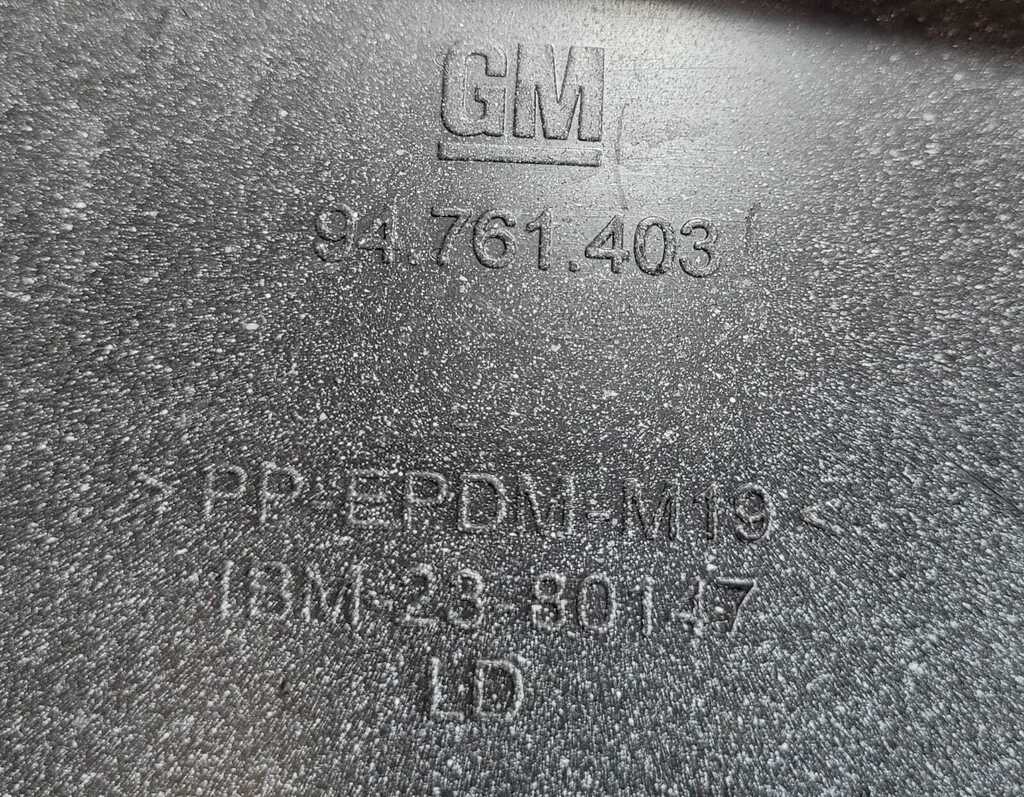 GM
94.761.403
>PP-EPDM-M19<
IBM-23-80147
LD